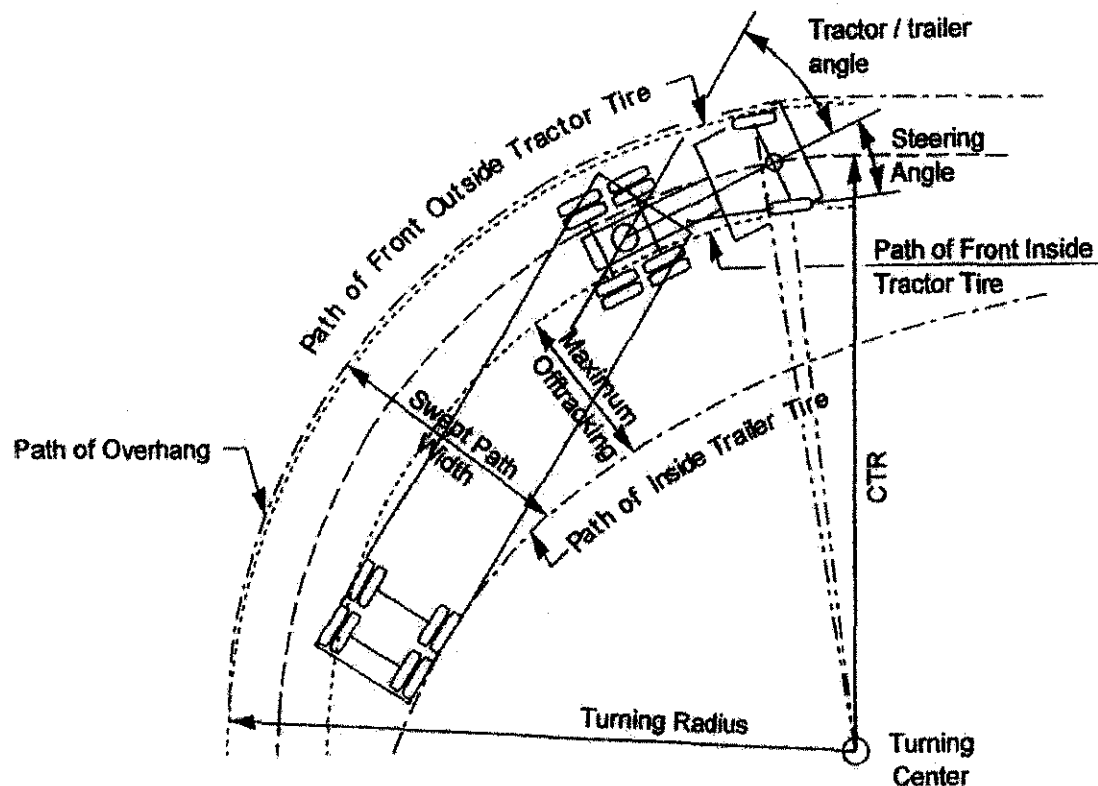 Tractor / trailer
angle
Path of Front Outside Tractor Tire
Steering
Angle
Path of Front Inside
Tractor Tire
Maximum
Offtracking
Swept Path
Width
Path of Overhang
Path of Inside Trailer Tire
CTR
Turning Radius
Turning
Center